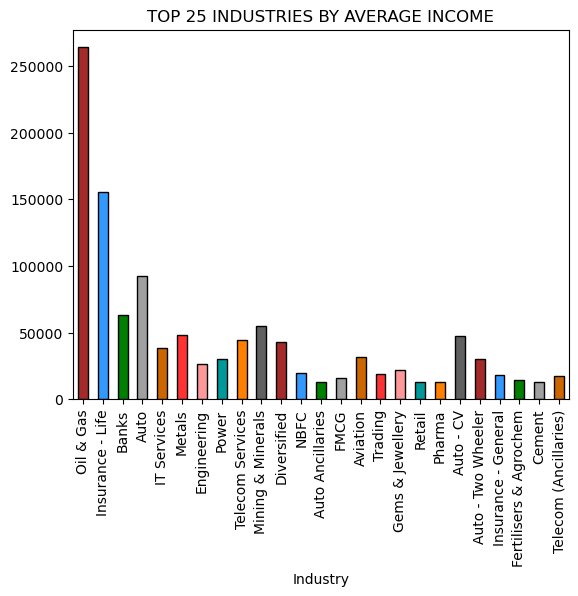 TOP 25 INDUSTRIES BY AVERAGE INCOME
250000
200000
150000
100000
50000
0
Oil & Gas
Insurance - Life
Banks
Auto
IT Services
Metals
Engineering
Power
Telecom Services
Mining & Minerals
Diversified
NBFC
Auto Ancillaries
FMCG
Aviation
Trading
Gems & Jewellery
Retail
Pharma
Auto - CV
Auto - Two Wheeler
Insurance - General
Fertilisers & Agrochem
Cement
Telecom (Ancillaries)
Industry